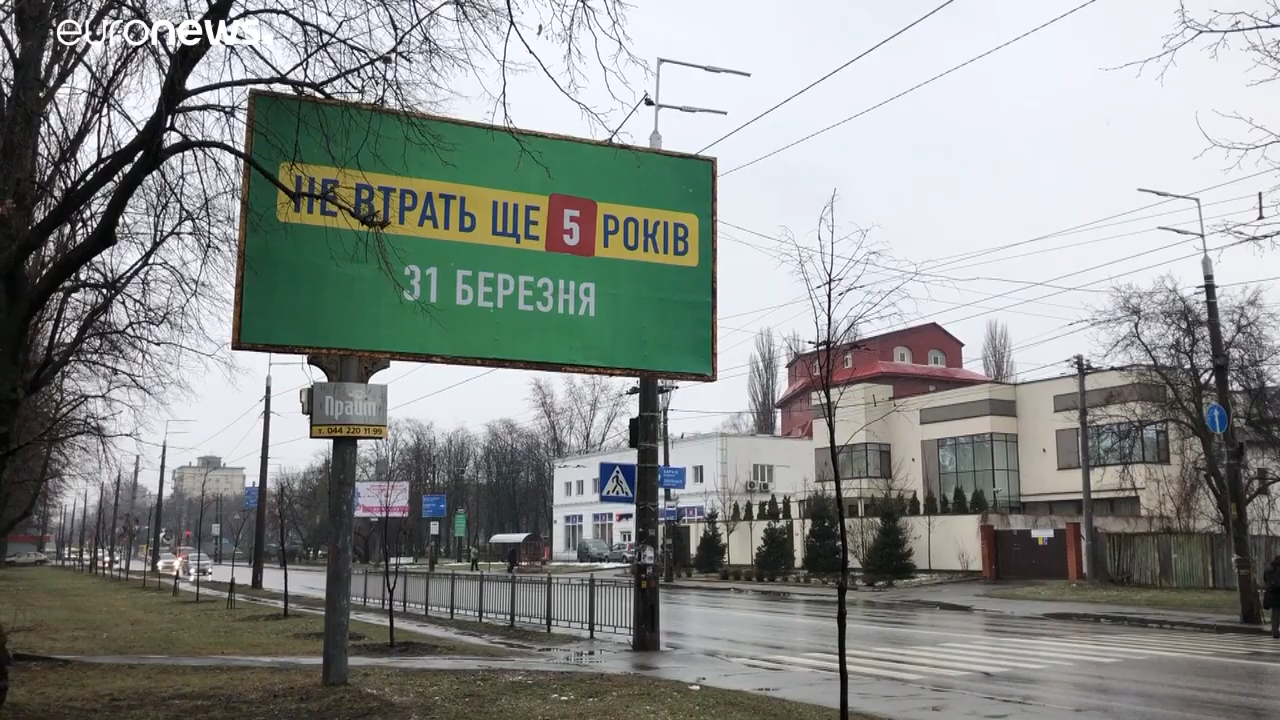 euronews.
НЕ ВТРАТЬ ЩЕ 5 РОКІВ
31 БЕРЕЗНЯ
Прайм
т. 044 220 11 99